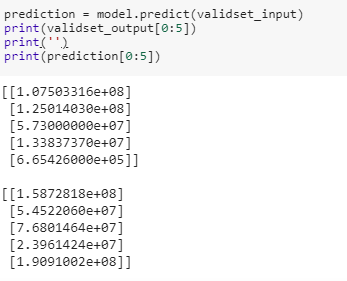 prediction = model.predict(validset_input)
print(validset_output[0:5])
print('')
print(prediction[0:5])
[[1.07503316e+08]
[1.25014030e+08]
[5.73000000e+07]
[1.33837370e+07]
[6.65426000e+05]]
[[1.5872818e+08]
[5.4522060e+07]
[7.6801464e+07]
[2.3961424e+07]
[1.9091002e+08]]